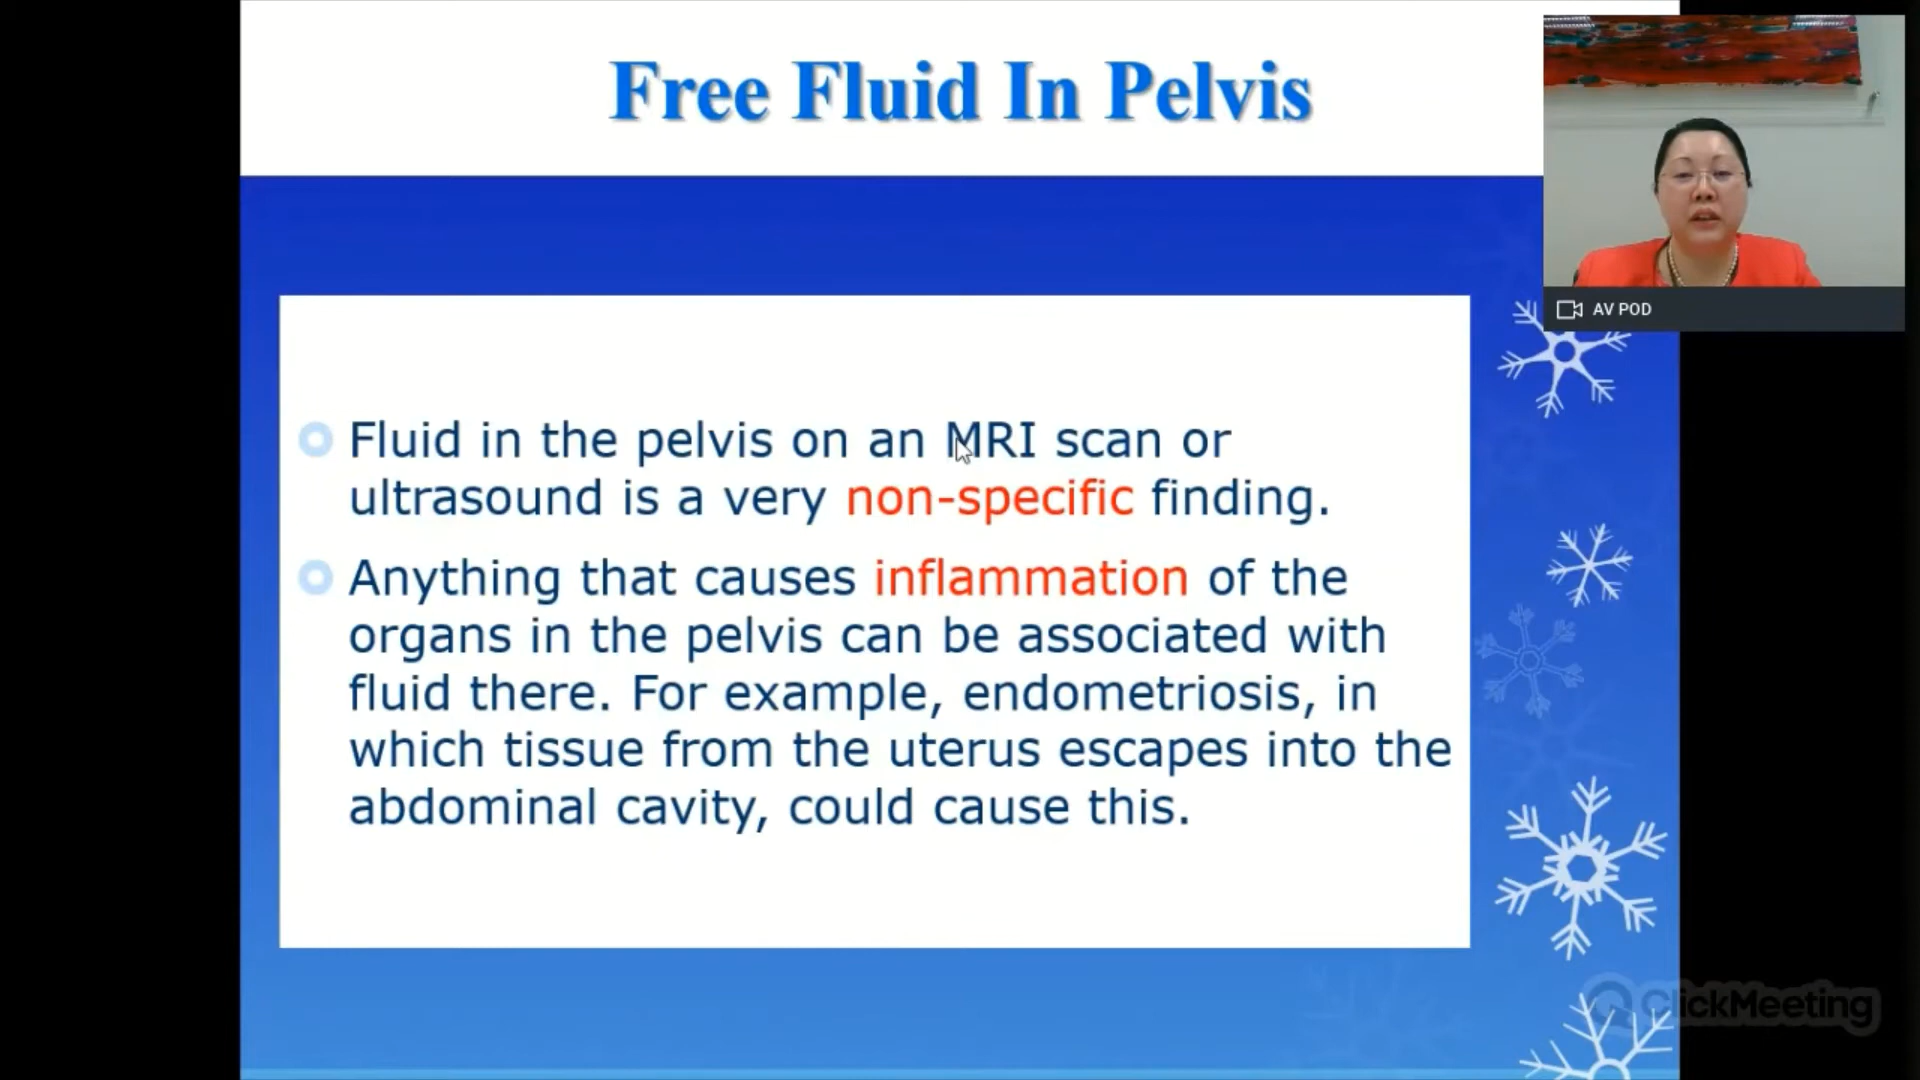 Free Fluid In Pelvis
AV POD
Fluid in the pelvis on an MRI scan or
ultrasound is a very non-specific finding.
Anything that causes inflammation of the
organs in the pelvis can be associated with
fluid there. For example, endometriosis, in
which tissue from the uterus escapes into the
abdominal cavity, could cause this.
ClickMeeting